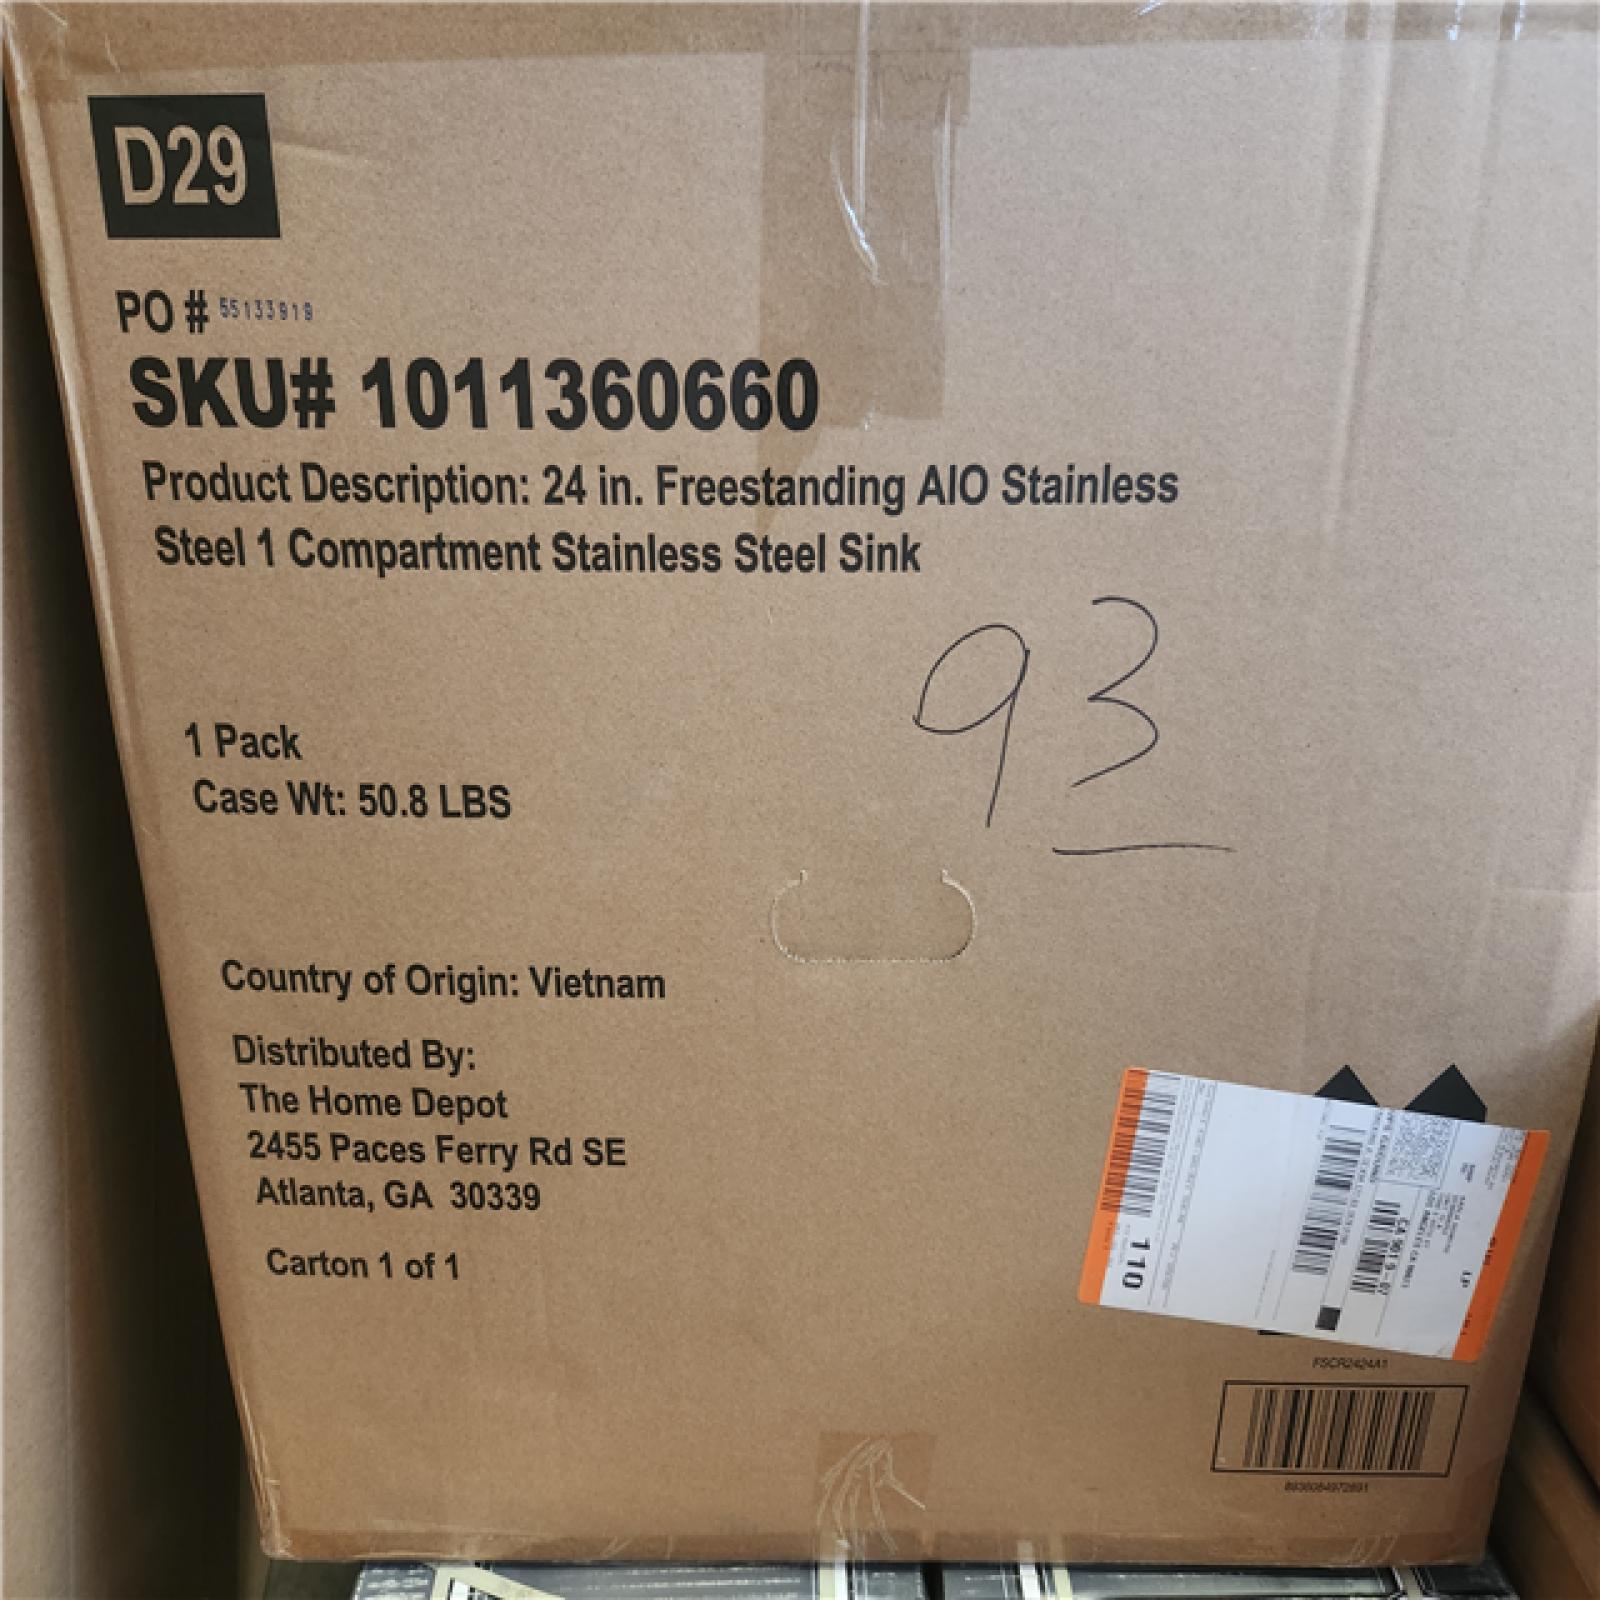 D29
PO # 55133919
SKU# 1011360660
Product Description: 24 in. Freestanding AIO Stainless
Steel 1 Compartment Stainless Steel Sink
93
1 Pack
Case Wt: 50.8 LBS
Country of Origin: Vietnam
Distributed By:
The Home Depot
2455 Paces Ferry Rd SE
Atlanta, GA 30339
Carton 1 of 1
110
FSCR2424A1
8936084972891